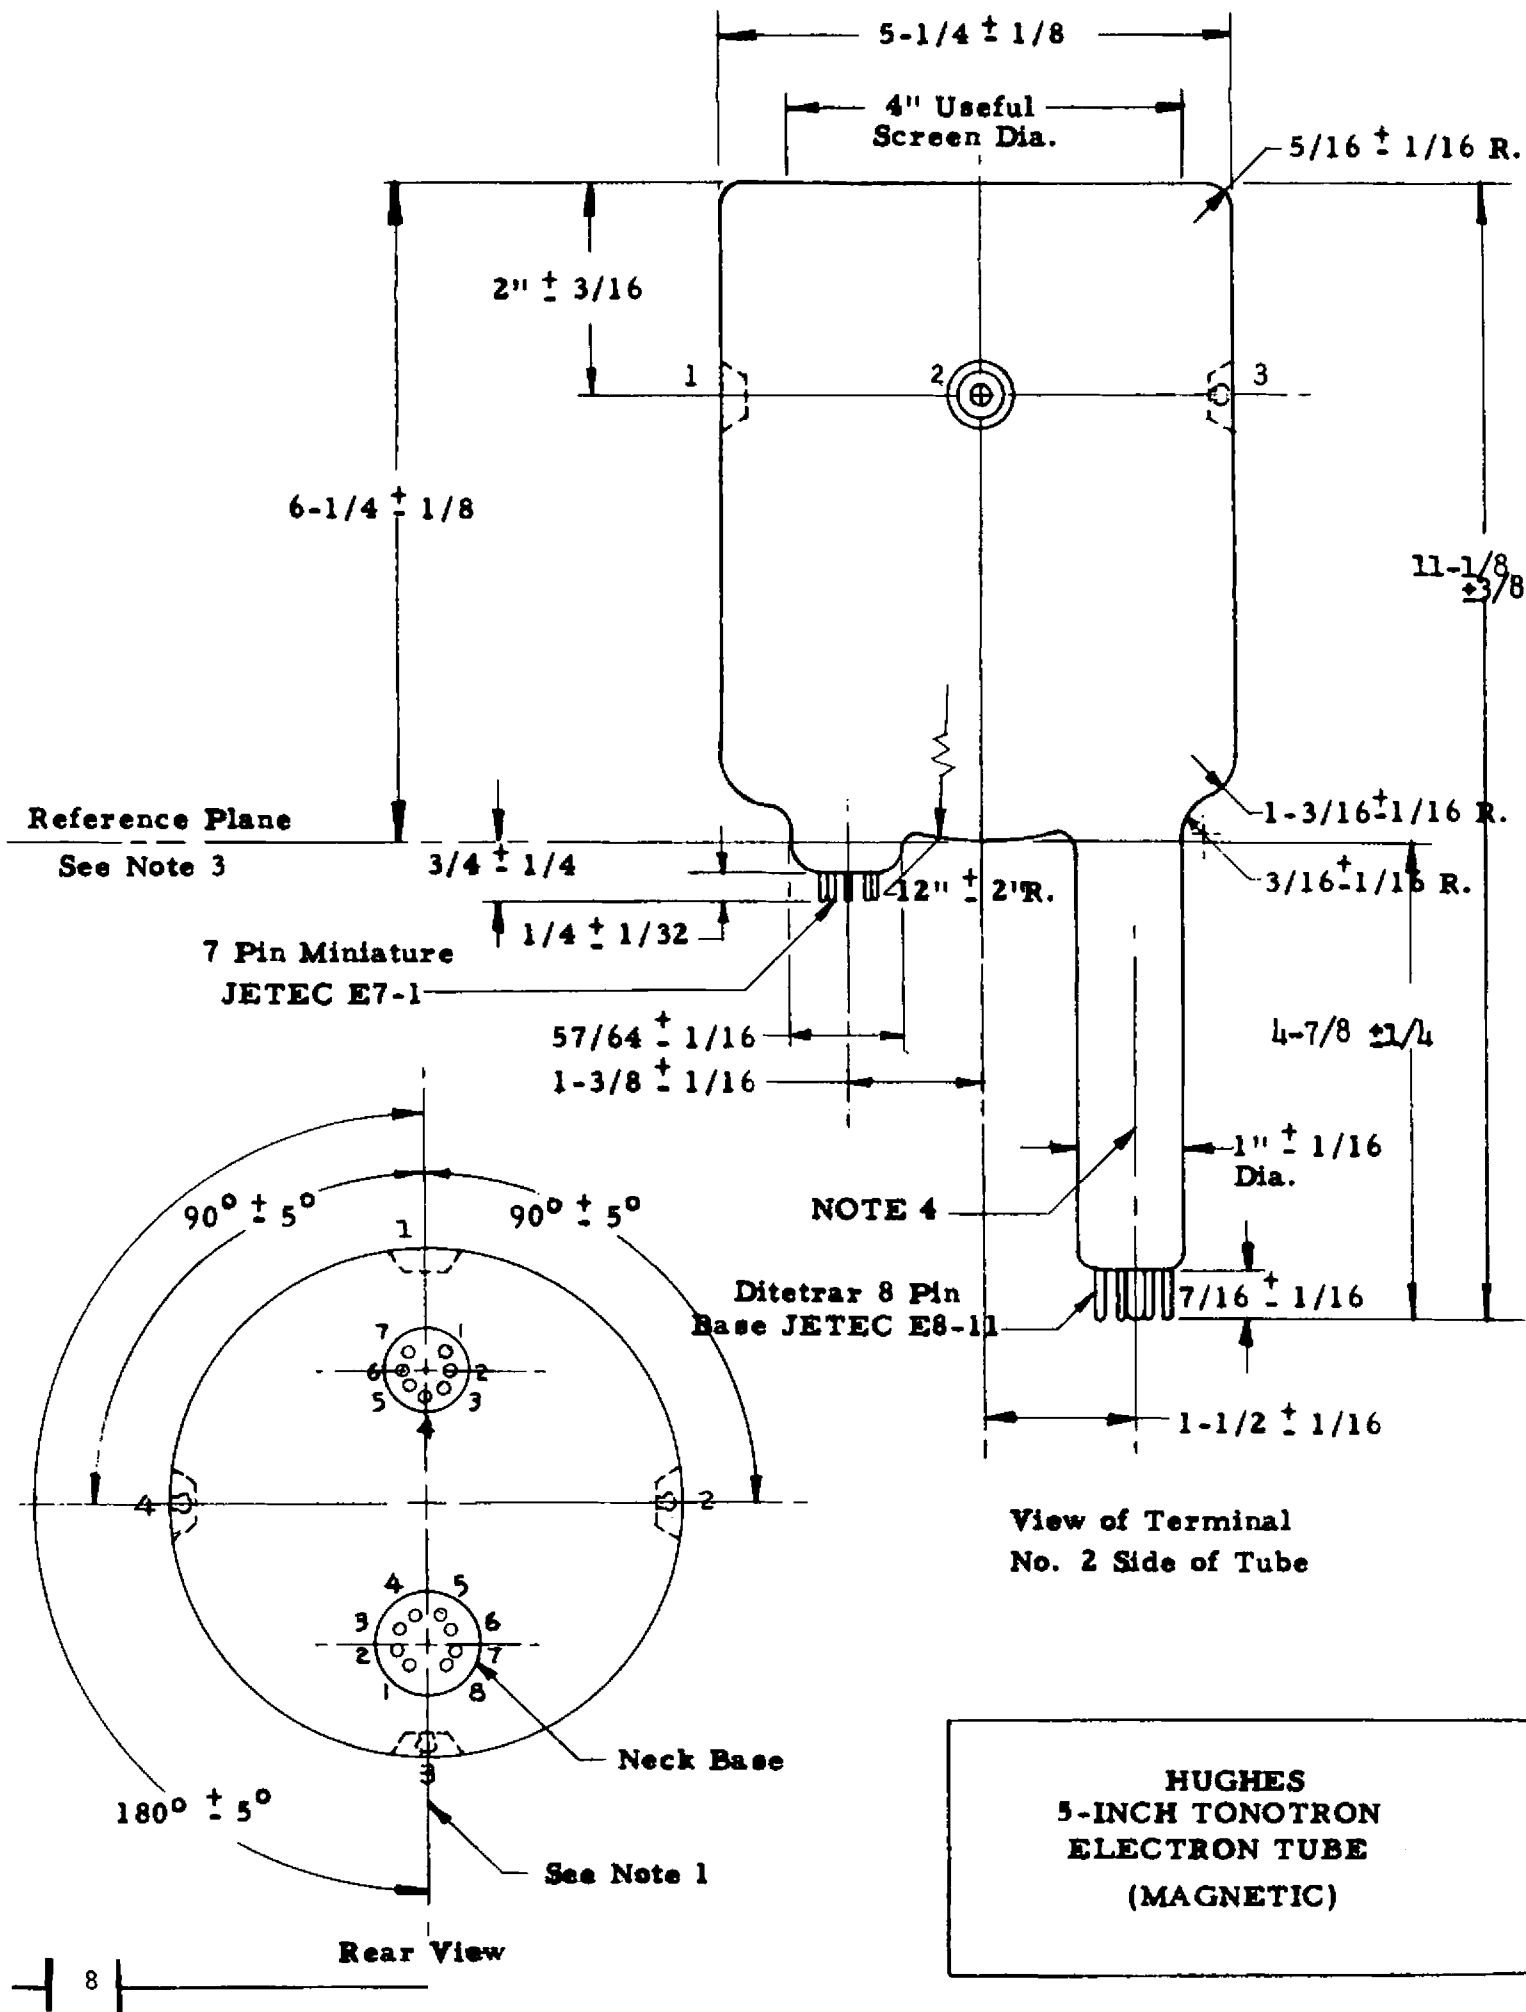 5-1/4 ± 1/8
4" Useful
Screen Dia.
5/16 ± 1/16 R.
2" ± 3/16
1
2
3
6-1/4 ± 1/8
11-1/8
±3/8
Reference Plane
See Note 3
3/4 ± 1/4
1-3/16 ± 1/16 R.
3/16 ± 1/16 R.
12" ± 2"R.
1/4 ± 1/32
7 Pin Miniature
JETEC E7-1
57/64 ± 1/16
1-3/8 ± 1/16
4-7/8 ±1/4
1" ± 1/16
Dia.
NOTE 4
Ditetrar 8 Pin
Base JETEC E8-11
7/16 ± 1/16
1-1/2 ± 1/16
View of Terminal
No. 2 Side of Tube
90° ± 5°
90° ± 5°
1
7 1
6 2
5 3
4
4 2
4 5
3 6
2 7
1 8
3
Neck Base
180° ± 5°
See Note 1
Rear View
HUGHES
5-INCH TONOTRON
ELECTRON TUBE
(MAGNETIC)
8